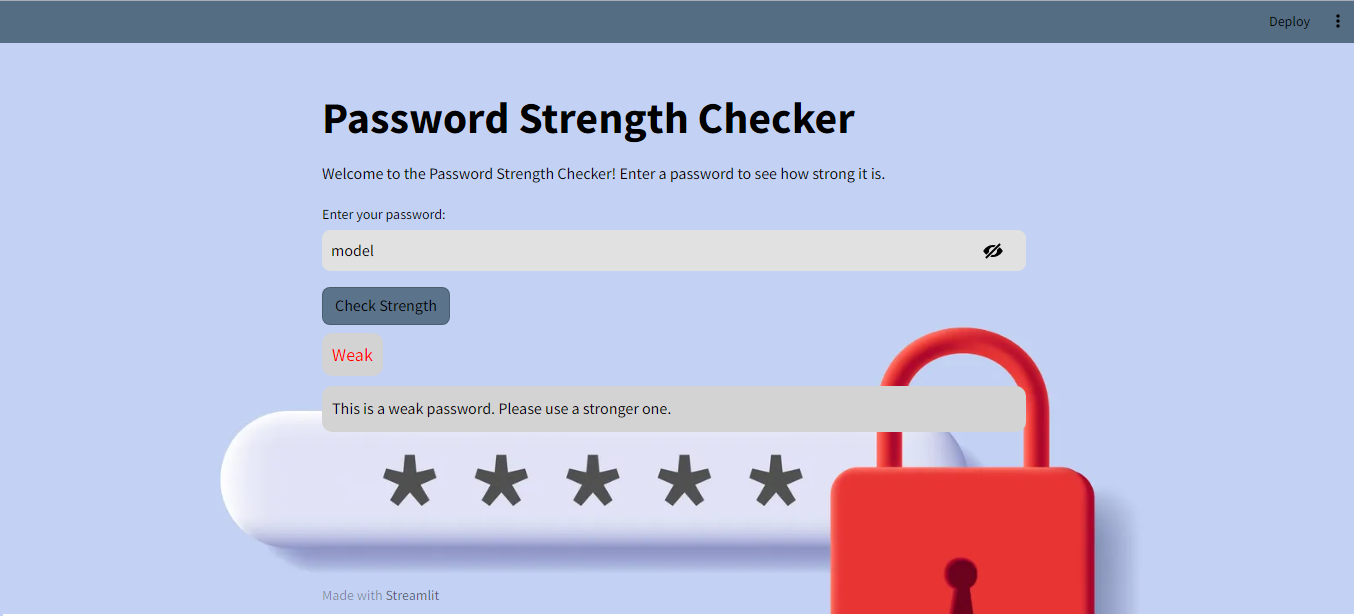 Deploy
Password Strength Checker
Welcome to the Password Strength Checker! Enter a password to see how strong it is.
Enter your password:
model
Check Strength
Weak
This is a weak password. Please use a stronger one.
* * * * *
Made with Streamlit